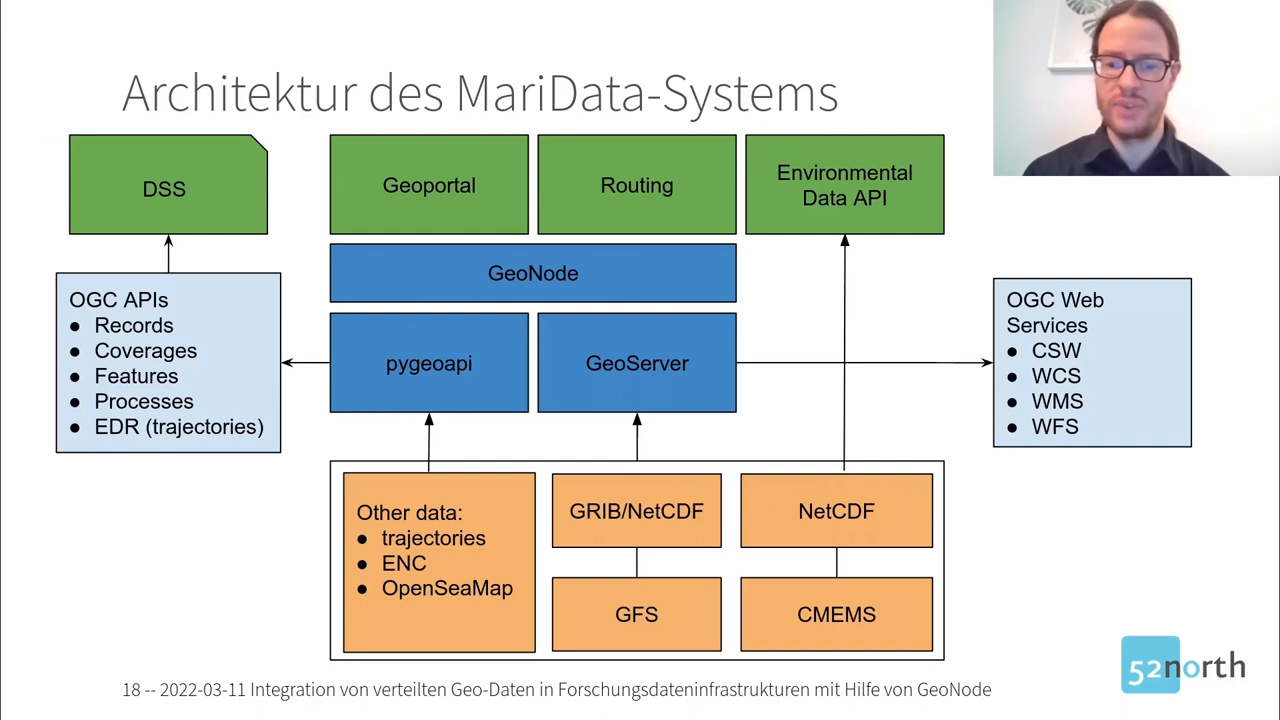 Architektur des MariData-Systems
DSS
Geoportal
Routing
Environmental
Data API
GeoNode
OGC APIs
● Records
● Coverages
● Features
● Processes
● EDR (trajectories)
pygeoapi
GeoServer
OGC Web
Services
● CSW
● WCS
● WMS
● WFS
Other data:
● trajectories
● ENC
● OpenSeaMap
GRIB/NetCDF
NetCDF
GFS
CMEMS
18 -- 2022-03-11 Integration von verteilten Geo-Daten in Forschungsdateninfrastrukturen mit Hilfe von GeoNode
52north